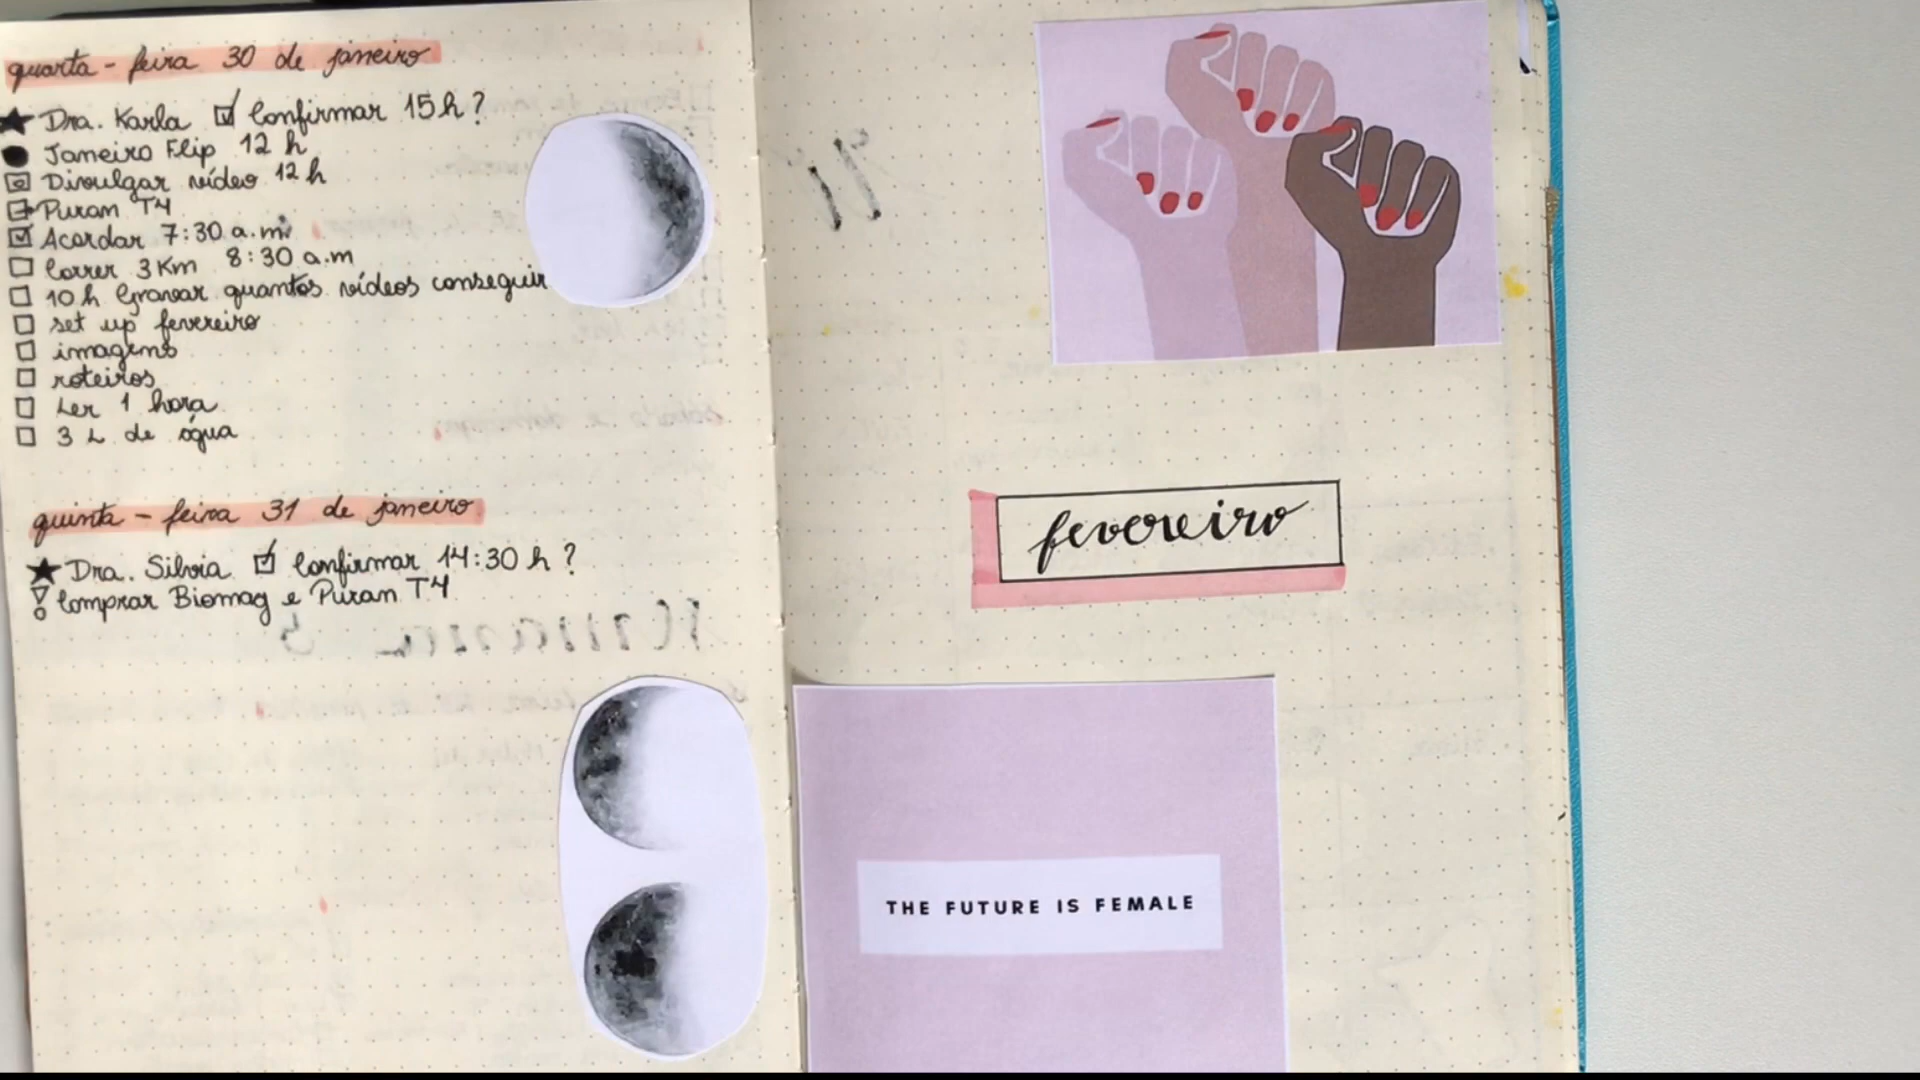 quarta - feira 30 de janeiro
Dra. Karla Confirmar 15 h ?
Janeiro Flip 12 h
Divulgar vídeo 12 h
Puran T4
Acordar 7:30 a.m
Correr 3 Km 8:30 a.m
10 h Gravar quantos vídeos conseguir
set up fevereiro
imagens
roteiros
Ler 1 hora
3 L de água
quinta - feira 31 de janeiro
Dra. Silvia Confirmar 14:30 h ?
Comprar Biomag e Puran T4
fevereiro
THE FUTURE IS FEMALE